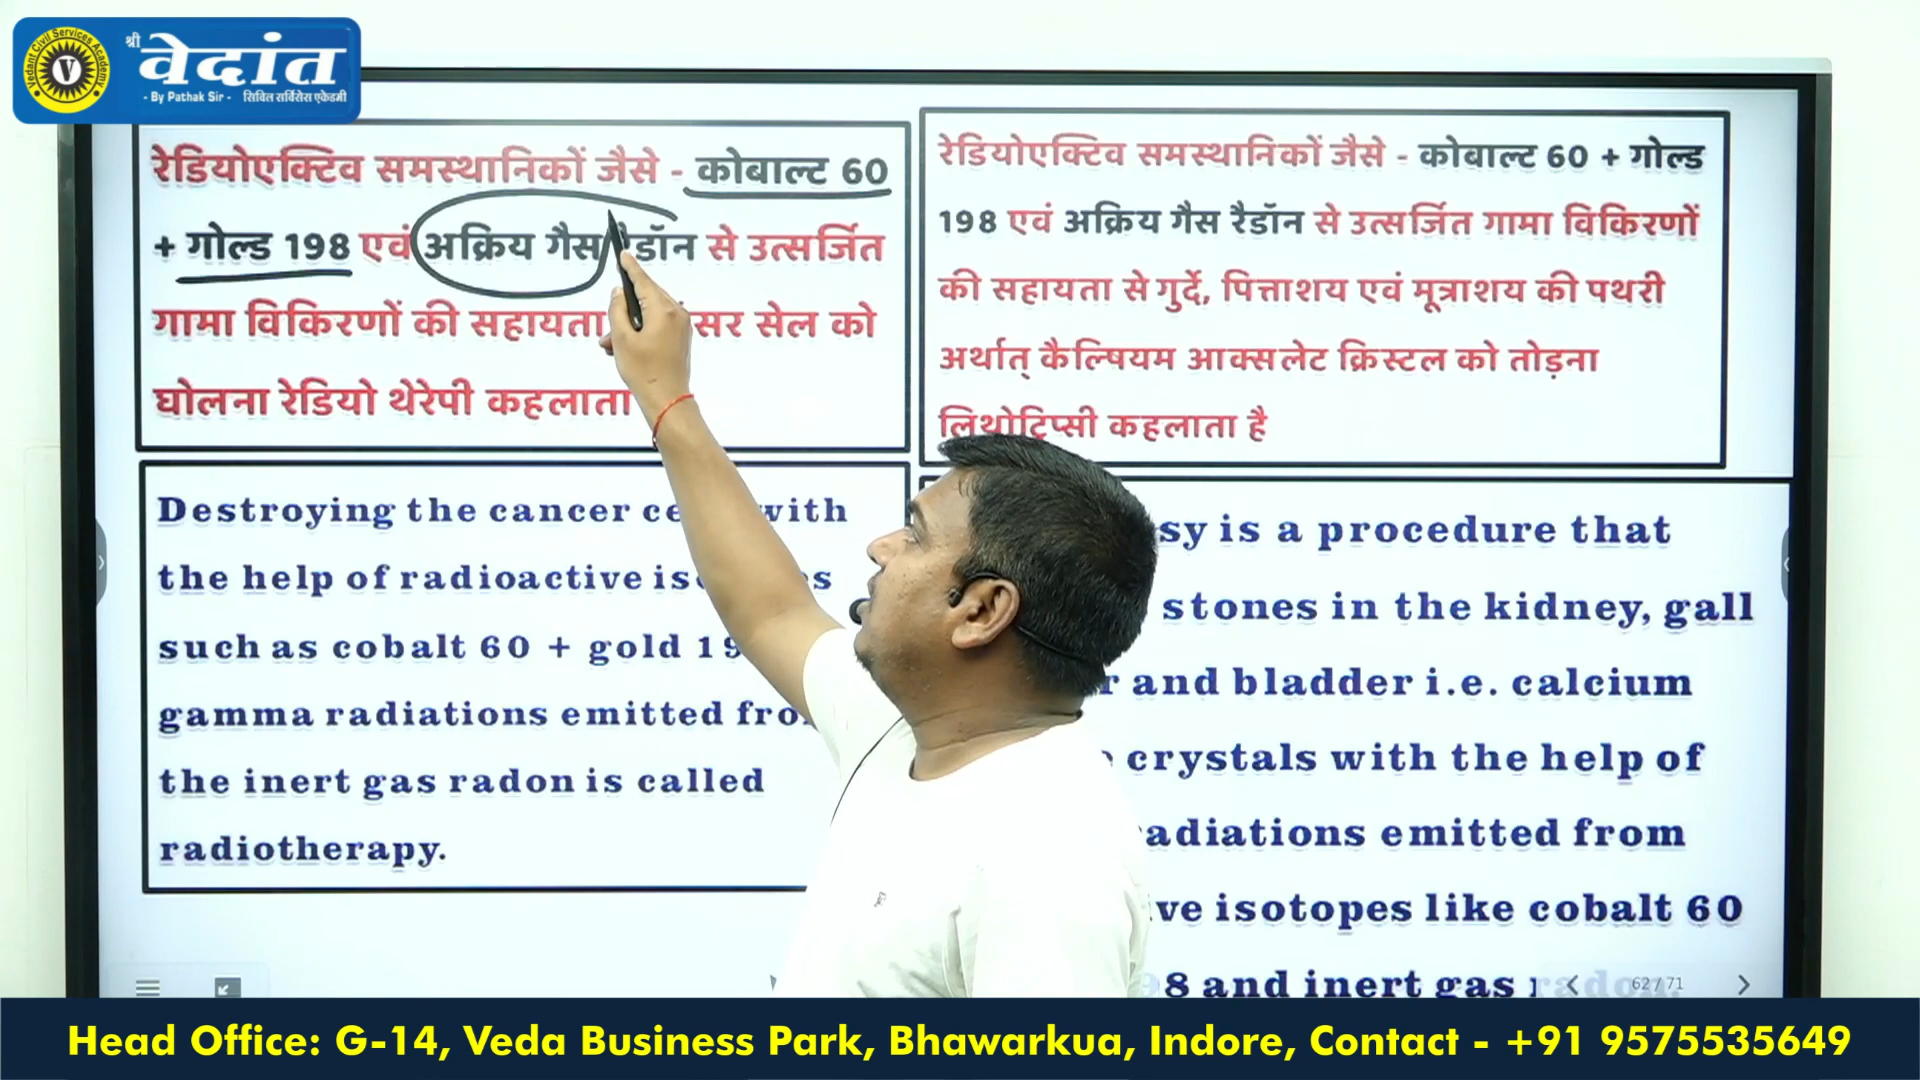 श्री वेदांत
- By Pathak Sir - सिविल सर्विसेस एकेडमी
Vedant Civil Services Academy
V
रेडियोएक्टिव समस्थानिकों जैसे - कोबाल्ट 60
+ गोल्ड 198 एवं अक्रिय गैस रैडॉन से उत्सर्जित
गामा विकिरणों की सहायता सेल को
घोलना रेडियो थेरेपी कहलाता
रेडियोएक्टिव समस्थानिकों जैसे - कोबाल्ट 60 + गोल्ड
198 एवं अक्रिय गैस रैडॉन से उत्सर्जित गामा विकिरणों
की सहायता से गुर्दे, पित्ताशय एवं मूत्राशय की पथरी
अर्थात् कैल्षियम आक्सलेट क्रिस्टल को तोड़ना
लिथोट्रिप्सी कहलाता है
Destroying the cancer with
the help of radioactive
such as cobalt 60 + gold
gamma radiations emitted
the inert gas radon is called
radiotherapy.
is a procedure that
stones in the kidney, gall
and bladder i.e. calcium
crystals with the help of
radiations emitted from
isotopes like cobalt 60
and inert gas radon.
62 / 71
Head Office: G-14, Veda Business Park, Bhawarkua, Indore, Contact - +91 9575535649